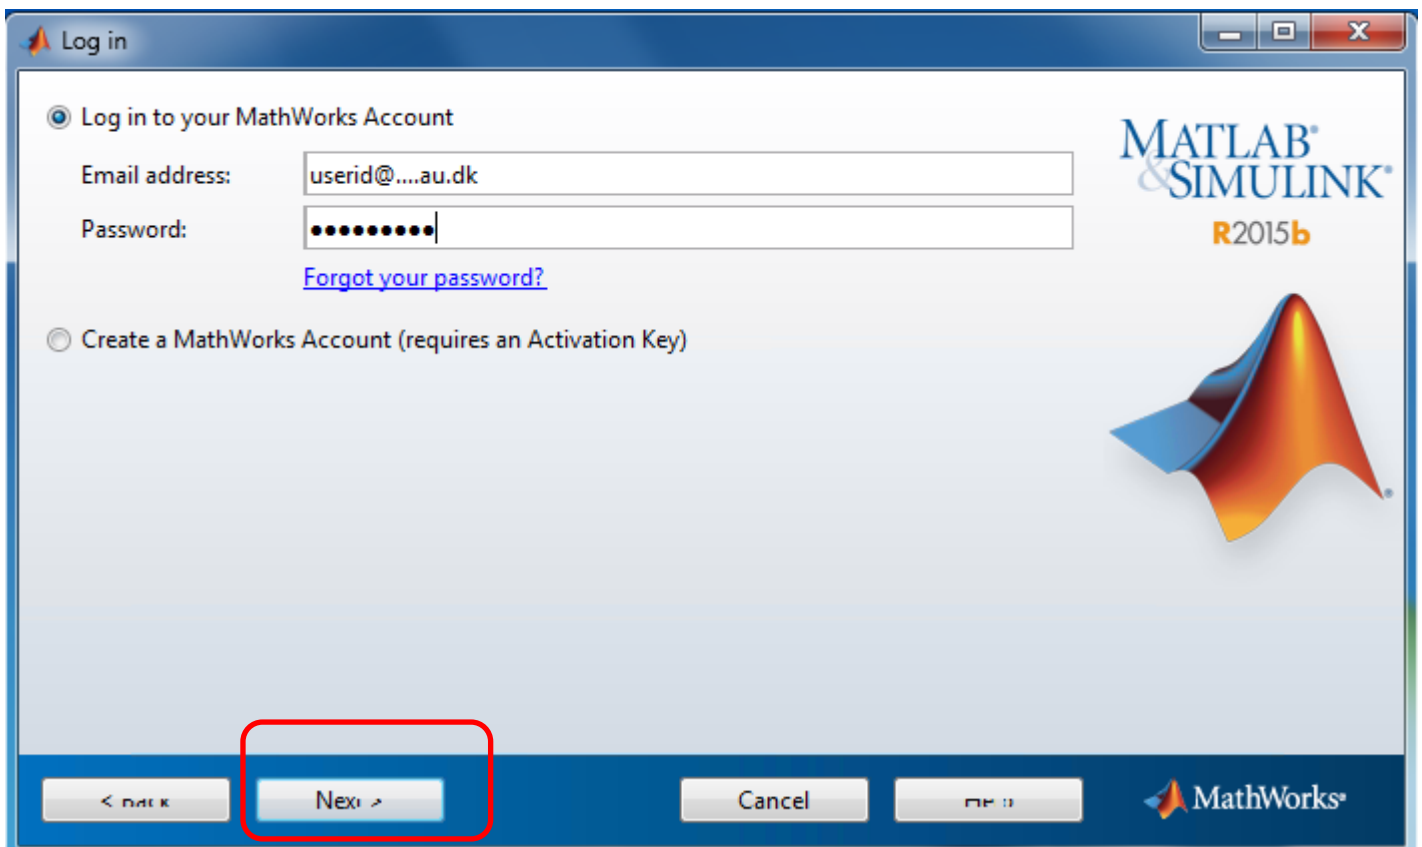 Log in
Log in to your MathWorks Account
Email address: userid@....au.dk
Password: ●●●●●●●●●
Forgot your password?
Create a MathWorks Account (requires an Activation Key)
MATLAB®
&SIMULINK®
R2015b
Next >
Cancel
MathWorks®